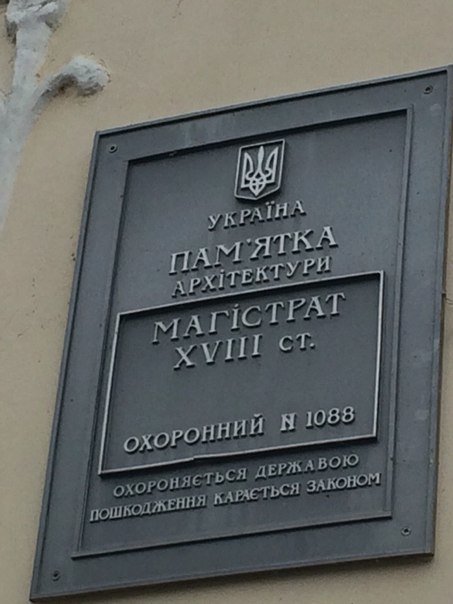 УКРАЇНА
ПАМ'ЯТКА
АРХІТЕКТУРИ
МАГІСТРАТ
XVIII ст.
ОХОРОННИЙ N 1088
ОХОРОНЯЄТЬСЯ ДЕРЖАВОЮ
ПОШКОДЖЕННЯ КАРАЄТЬСЯ ЗАКОНОМ